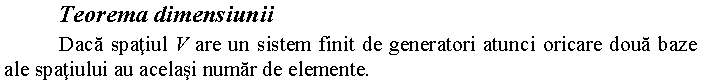 Teorema dimensiunii
Dacă spaţiul V are un sistem finit de generatori atunci oricare două baze
ale spaţiului au acelaşi număr de elemente.